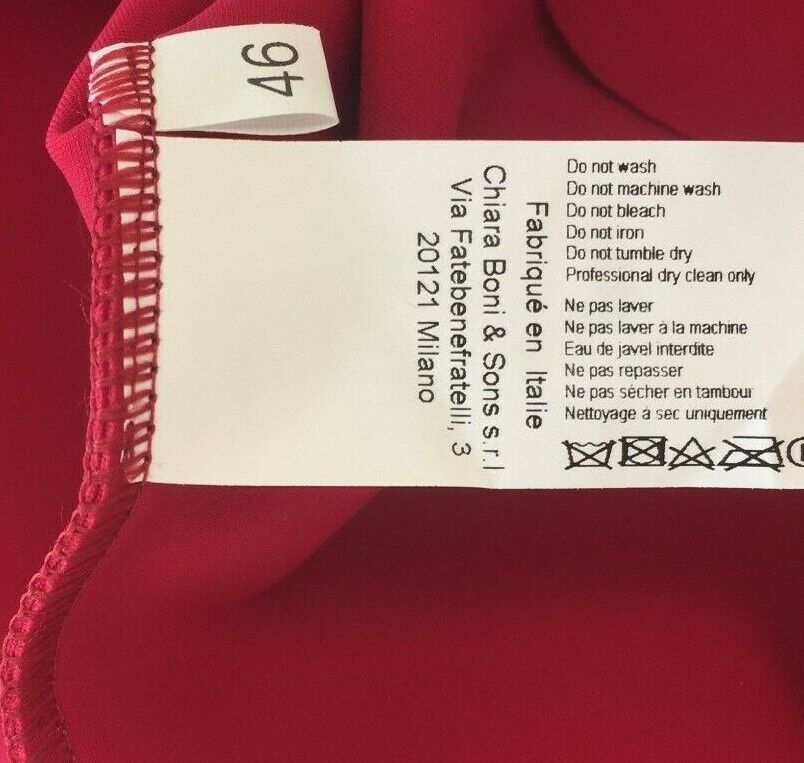 46
Fabriqué en Italie
Chiara Boni & Sons s.r.l
Via Fatebenefratelli, 3
20121 Milano
Do not wash
Do not machine wash
Do not bleach
Do not iron
Do not tumble dry
Professional dry clean only
Ne pas laver
Ne pas laver à la machine
Eau de javel interdite
Ne pas repasser
Ne pas sécher en tambour
Nettoyage à sec uniquement